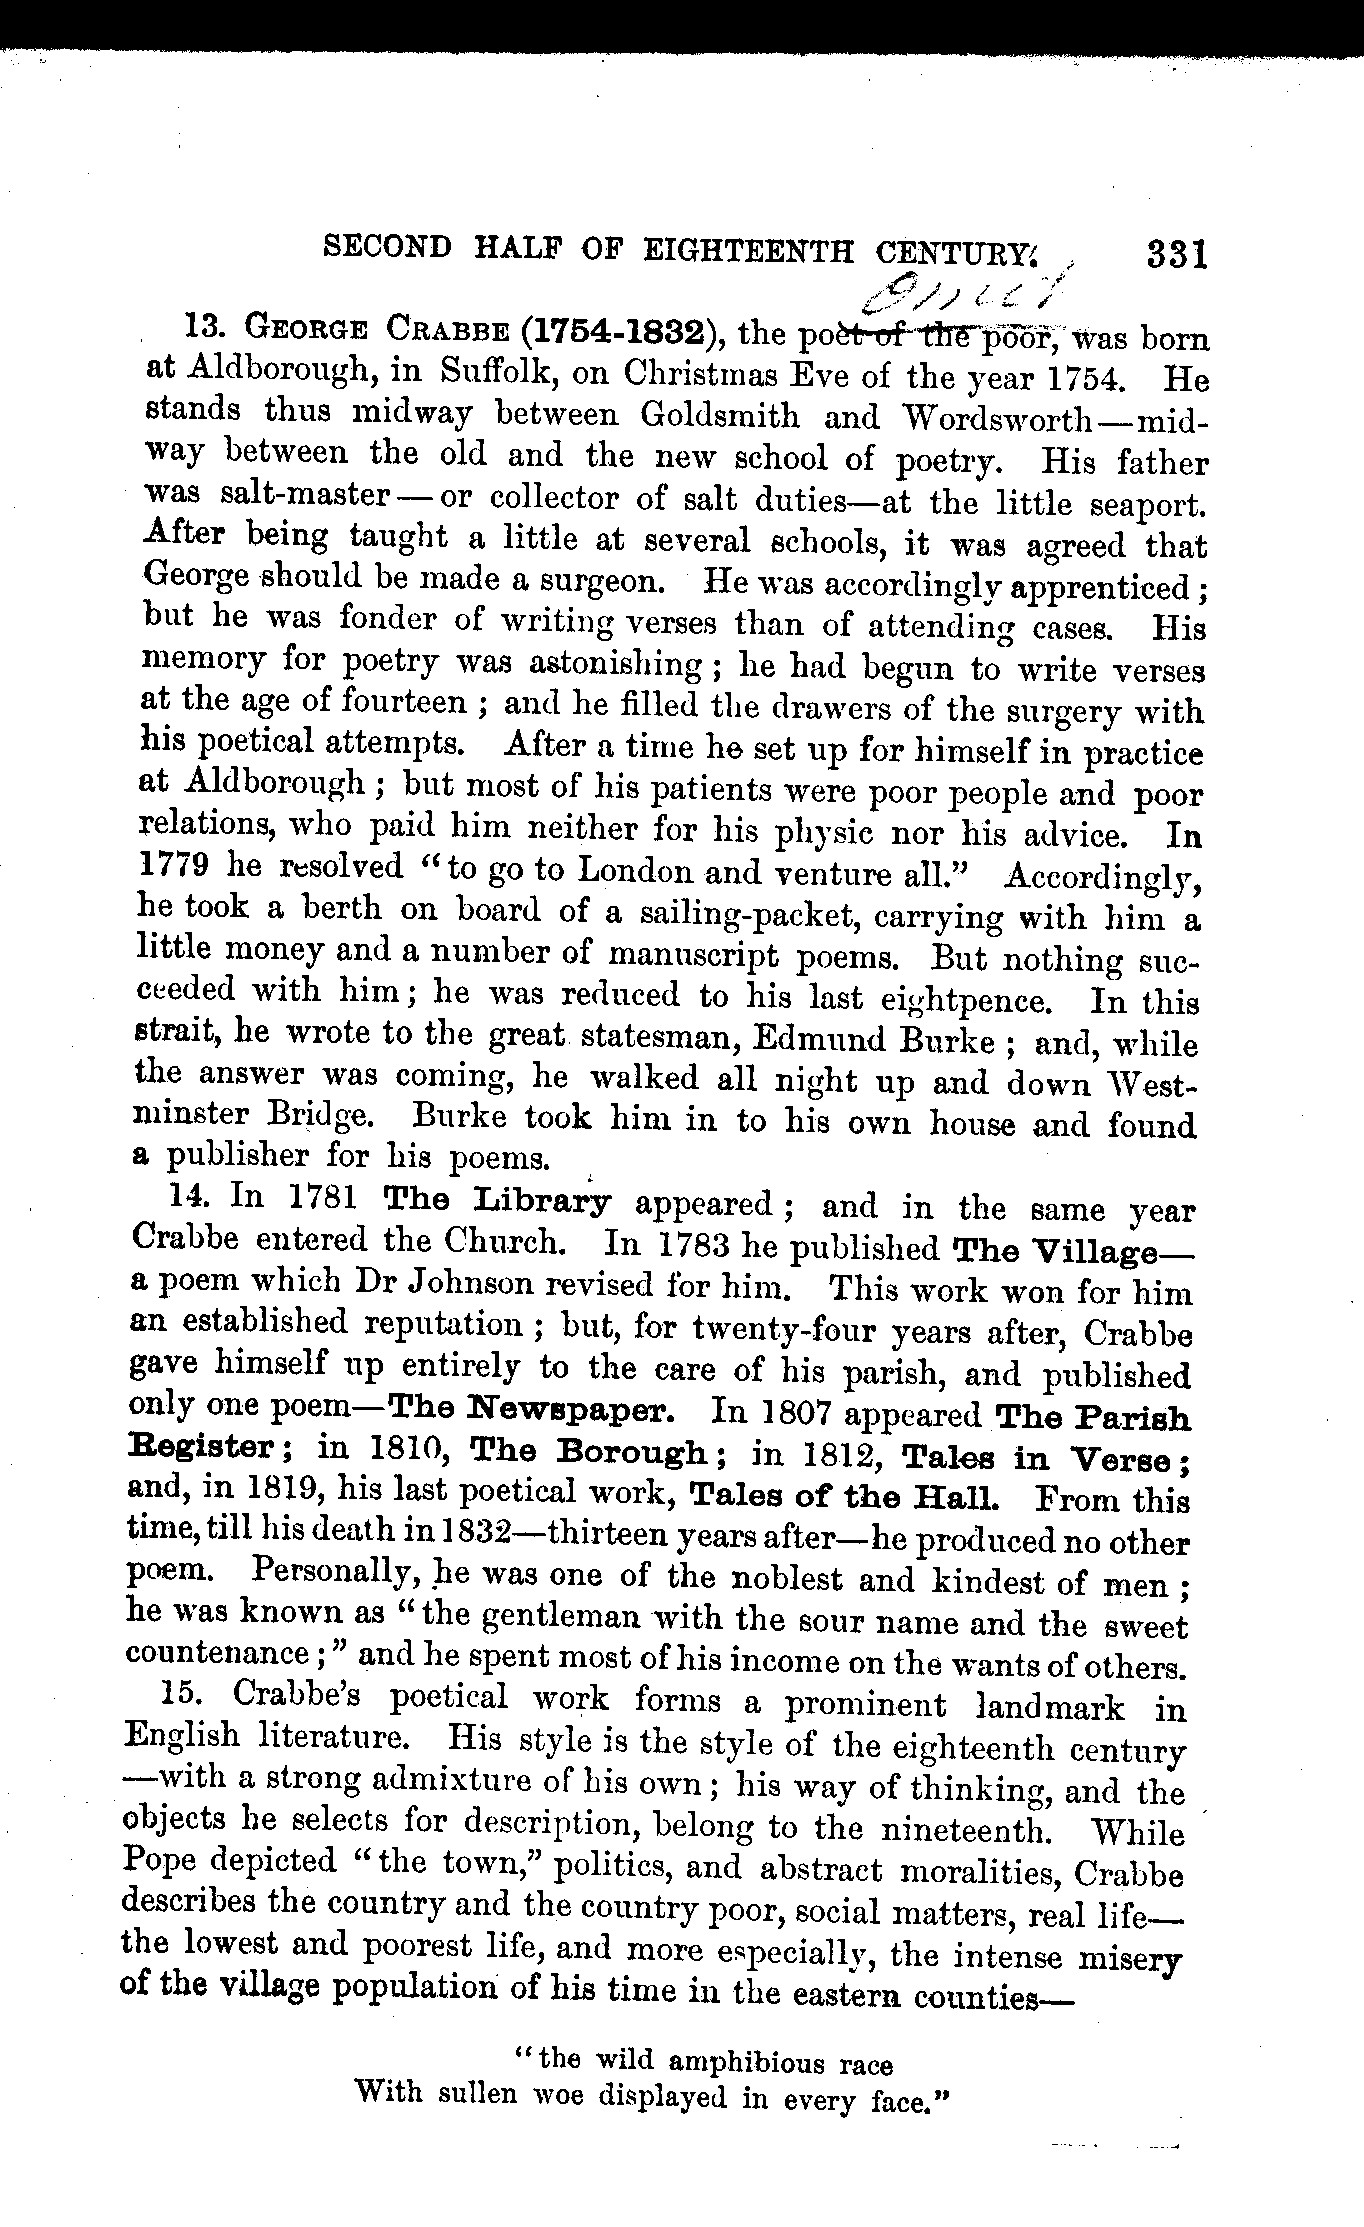 SECOND HALF OF EIGHTEENTH CENTURY. 331
omit
13. GEORGE CRABBE (1754-1832), the poet of the poor, was born
at Aldborough, in Suffolk, on Christmas Eve of the year 1754. He
stands thus midway between Goldsmith and Wordsworth—mid-
way between the old and the new school of poetry. His father
was salt-master—or collector of salt duties—at the little seaport.
After being taught a little at several schools, it was agreed that
George should be made a surgeon. He was accordingly apprenticed;
but he was fonder of writing verses than of attending cases. His
memory for poetry was astonishing; he had begun to write verses
at the age of fourteen; and he filled the drawers of the surgery with
his poetical attempts. After a time he set up for himself in practice
at Aldborough; but most of his patients were poor people and poor
relations, who paid him neither for his physic nor his advice. In
1779 he resolved "to go to London and venture all." Accordingly,
he took a berth on board of a sailing-packet, carrying with him a
little money and a number of manuscript poems. But nothing suc-
ceeded with him; he was reduced to his last eightpence. In this
strait, he wrote to the great statesman, Edmund Burke; and, while
the answer was coming, he walked all night up and down West-
minster Bridge. Burke took him in to his own house and found
a publisher for his poems.
14. In 1781 The Library appeared; and in the same year
Crabbe entered the Church. In 1783 he published The Village—
a poem which Dr Johnson revised for him. This work won for him
an established reputation; but, for twenty-four years after, Crabbe
gave himself up entirely to the care of his parish, and published
only one poem—The Newspaper. In 1807 appeared The Parish
Register; in 1810, The Borough; in 1812, Tales in Verse;
and, in 1819, his last poetical work, Tales of the Hall. From this
time, till his death in 1832—thirteen years after—he produced no other
poem. Personally, he was one of the noblest and kindest of men;
he was known as "the gentleman with the sour name and the sweet
countenance;" and he spent most of his income on the wants of others.
15. Crabbe's poetical work forms a prominent landmark in
English literature. His style is the style of the eighteenth century
—with a strong admixture of his own; his way of thinking, and the
objects he selects for description, belong to the nineteenth. While
Pope depicted "the town," politics, and abstract moralities, Crabbe
describes the country and the country poor, social matters, real life—
the lowest and poorest life, and more especially, the intense misery
of the village population of his time in the eastern counties—
"the wild amphibious race
With sullen woe displayed in every face."